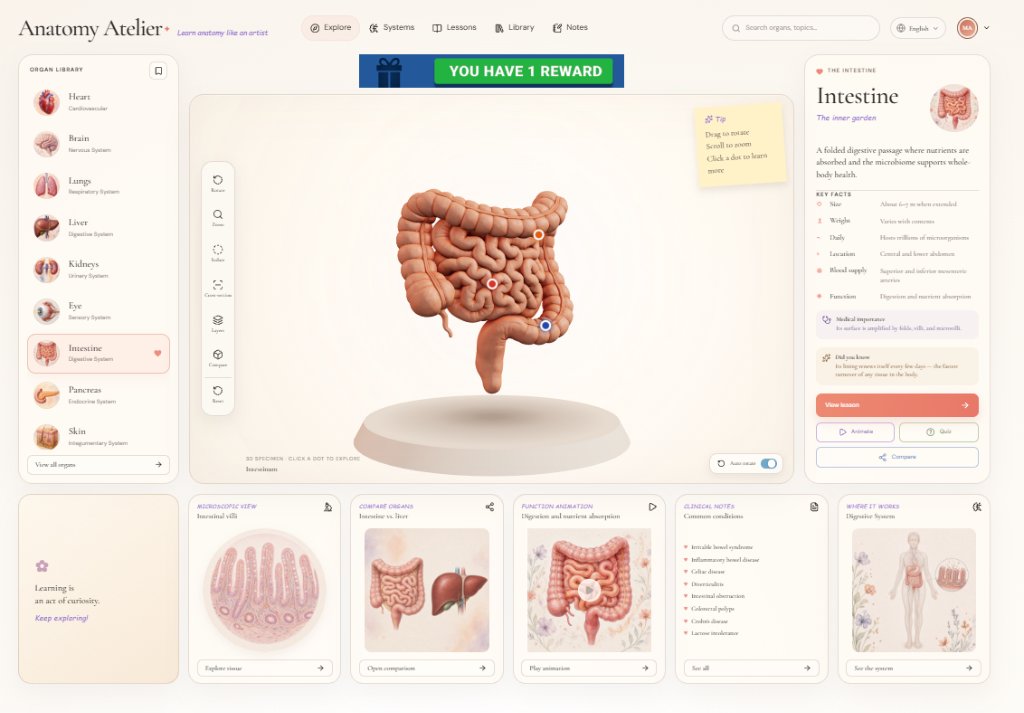 Anatomy Atelier
Learn anatomy like an artist
Explore
Systems
Lessons
Library
Notes
Search organs, topics...
English
MA
ORGAN LIBRARY
Heart
Cardiovascular
Brain
Nervous System
Lungs
Respiratory System
Liver
Digestive System
Kidneys
Urinary System
Eye
Sensory System
Intestine
Digestive System
Pancreas
Endocrine System
Skin
Integumentary System
View all organs
YOU HAVE 1 REWARD
Rotate
Zoom
Isolate
Cross-section
Layers
Compare
Reset
Tip
Drag to rotate
Scroll to zoom
Click a dot to learn
more
3D SPECIMEN · CLICK A DOT TO EXPLORE
Intestinum
Auto rotate
THE INTESTINE
Intestine
The inner garden
A folded digestive passage where nutrients are
absorbed and the microbiome supports whole-
body health.
KEY FACTS
Size About 6–7 m when extended
Weight Varies with contents
Daily Hosts trillions of microorganisms
Location Central and lower abdomen
Blood supply Superior and inferior mesenteric
arteries
Function Digestion and nutrient absorption
Medical importance
Its surface is amplified by folds, villi, and microvilli.
Did you know
Its lining renews itself every few days — the fastest
turnover of any tissue in the body.
View lesson
Animate
Quiz
Compare
Learning is
an act of curiosity.
Keep exploring!
MICROSCOPIC VIEW
Intestinal villi
Explore tissue
COMPARE ORGANS
Intestine vs. liver
Open comparison
FUNCTION ANIMATION
Digestion and nutrient absorption
Play animation
CLINICAL NOTES
Common conditions
Irritable bowel syndrome
Inflammatory bowel disease
Celiac disease
Diverticulitis
Intestinal obstruction
Colorectal polyps
Crohn's disease
Lactose intolerance
See all
WHERE IT WORKS
Digestive System
See the system